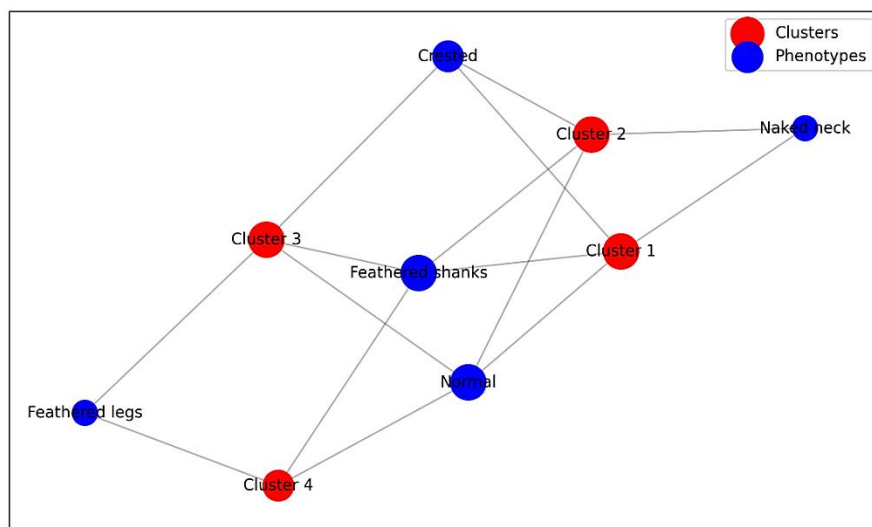 Clusters
Phenotypes
Crested
Cluster 2
Naked neck
Cluster 3
Cluster 1
Feathered shanks
Normal
Feathered legs
Cluster 4